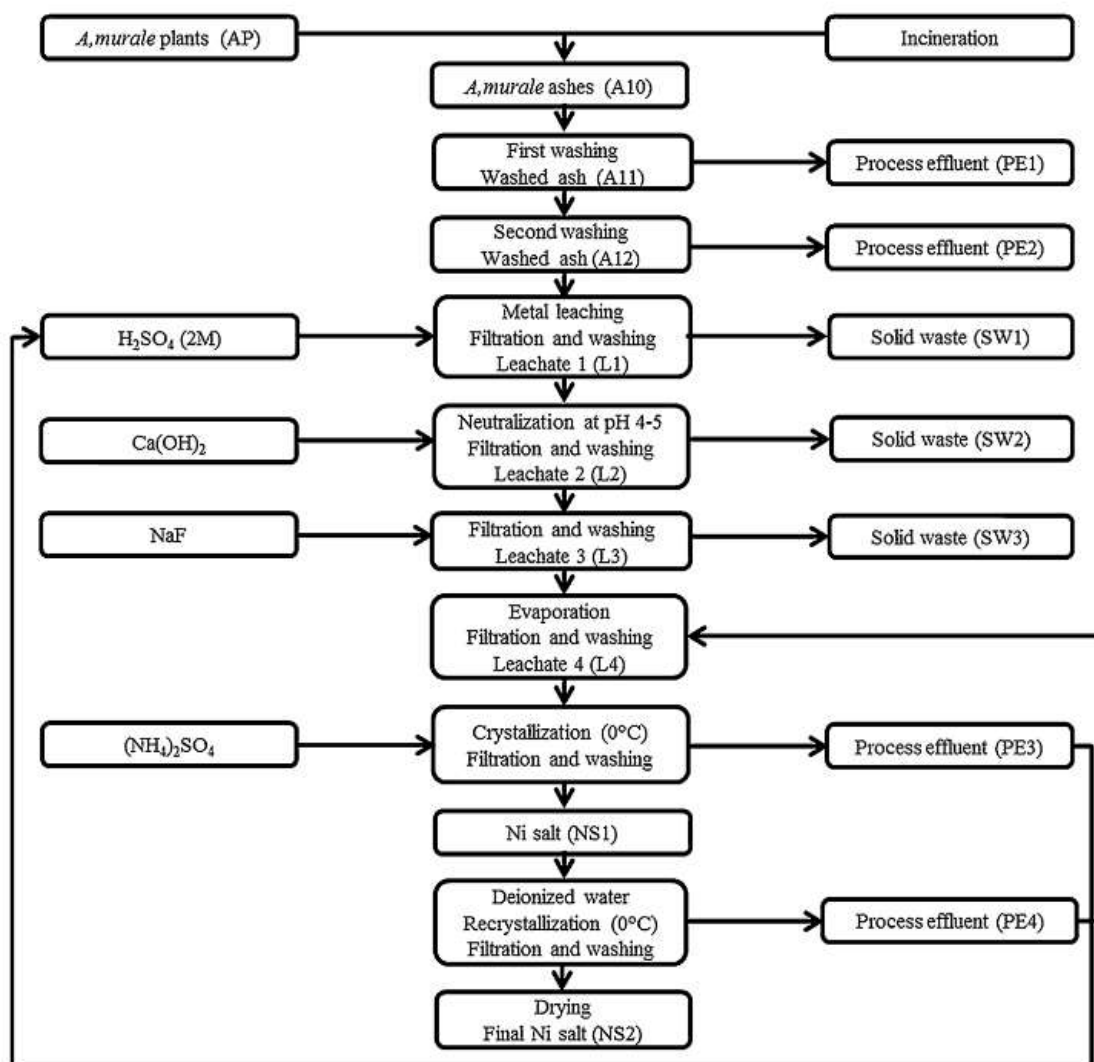 A,murale plants (AP)
Incineration
A,murale ashes (A10)
First washing
Washed ash (A11)
Process effluent (PE1)
Second washing
Washed ash (A12)
Process effluent (PE2)
H₂SO₄ (2M)
Metal leaching
Filtration and washing
Leachate 1 (L1)
Solid waste (SW1)
Ca(OH)₂
Neutralization at pH 4-5
Filtration and washing
Leachate 2 (L2)
Solid waste (SW2)
NaF
Filtration and washing
Leachate 3 (L3)
Solid waste (SW3)
Evaporation
Filtration and washing
Leachate 4 (L4)
(NH₄)₂SO₄
Crystallization (0°C)
Filtration and washing
Process effluent (PE3)
Ni salt (NS1)
Deionized water
Recrystallization (0°C)
Filtration and washing
Process effluent (PE4)
Drying
Final Ni salt (NS2)